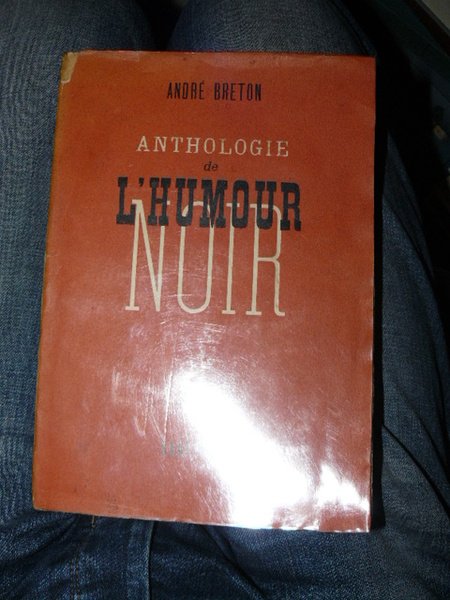 ANDRÉ BRETON
ANTHOLOGIE
de
L'HUMOUR
NOIR